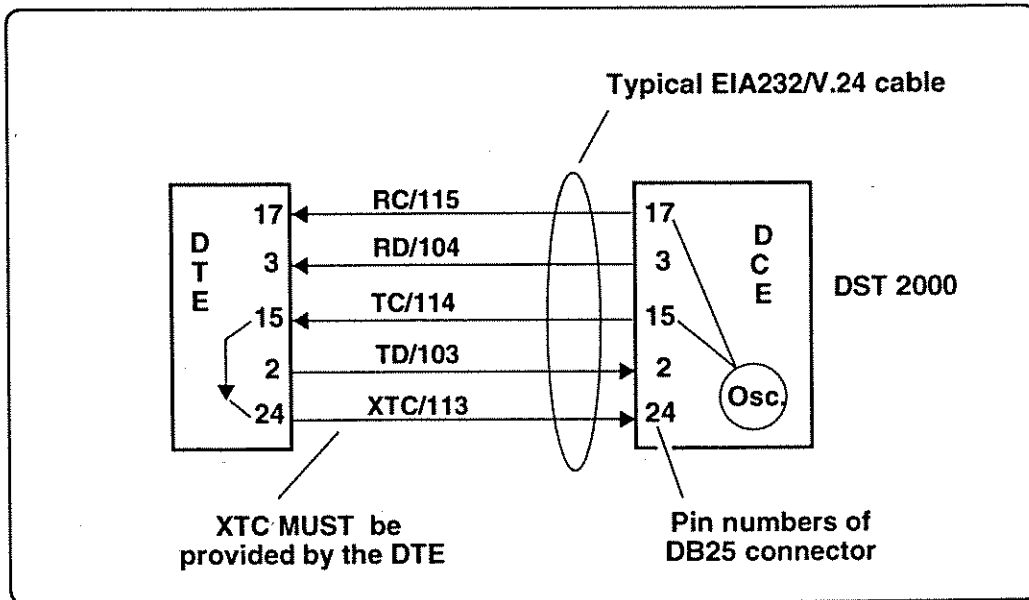 Typical EIA232/V.24 cable
DTE
17
3
15
2
24
RC/115
RD/104
TC/114
TD/103
XTC/113
17
3
15
2
24
DCE
Osc.
DST 2000
XTC MUST be
provided by the DTE
Pin numbers of
DB25 connector